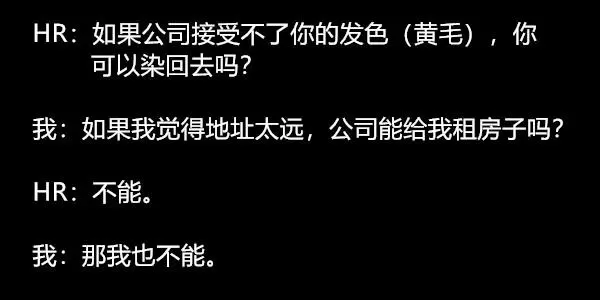 HR：如果公司接受不了你的发色（黄毛），你
可以染回去吗？
我：如果我觉得地址太远，公司能给我租房子吗？
HR：不能。
我：那我也不能。